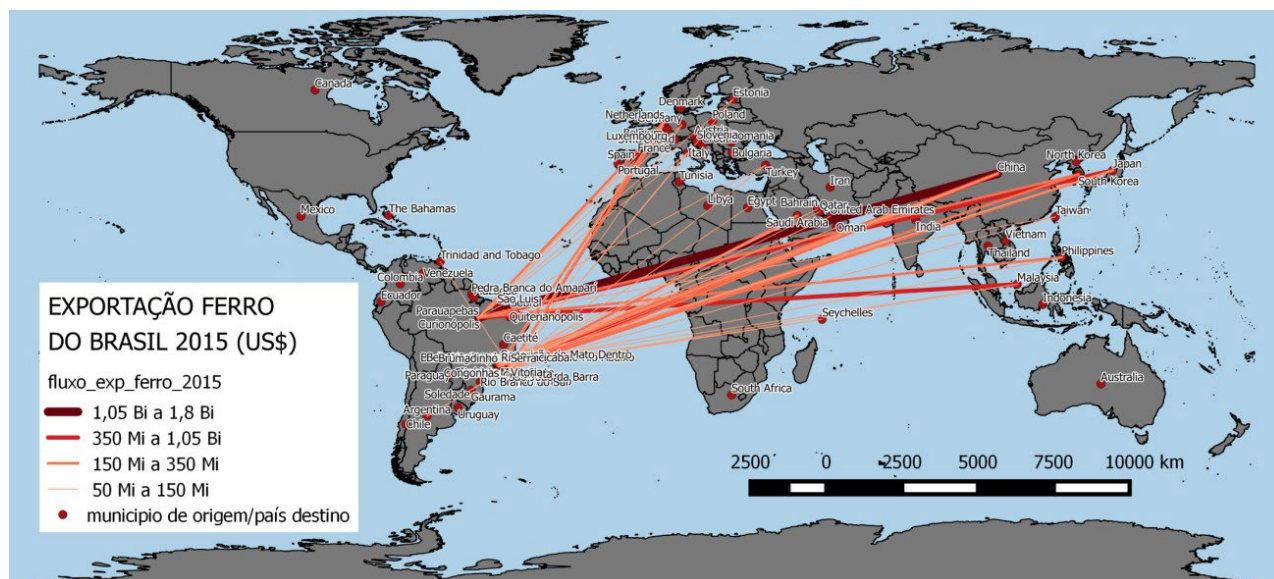 Canada
Estonia
Denmark
Netherlands
Poland
Luxembourg
Slovenia
France
Spain
Italy
Bulgaria
Portugal
Turkey
Tunisia
North Korea
Japan
China
South Korea
Iran
Libya
Egypt
Bahrain
Qatar
United Arab Emirates
Mexico
The Bahamas
Saudi Arabia
Oman
India
Taiwan
Vietnam
Thailand
Philippines
Trinidad and Tobago
Malaysia
Colombia
Venezuela
Pedra Branca do Amapari
São Luis
Ecuador
Indonesia
Parauapebas
Quiterianópolis
Curionópolis
Seychelles
Caetité
Brumadinho
Mato Dentro
Congonhas
Rio Branco do Sul
Barra
Soledade
Gaurama
Australia
South Africa
Argentina
Uruguay
Chile
EXPORTAÇÃO FERRO
DO BRASIL 2015 (US$)
fluxo_exp_ferro_2015
1,05 Bi a 1,8 Bi
350 Mi a 1,05 Bi
150 Mi a 350 Mi
50 Mi a 150 Mi
municipio de origem/país destino
2500 0 2500 5000 7500 10000 km